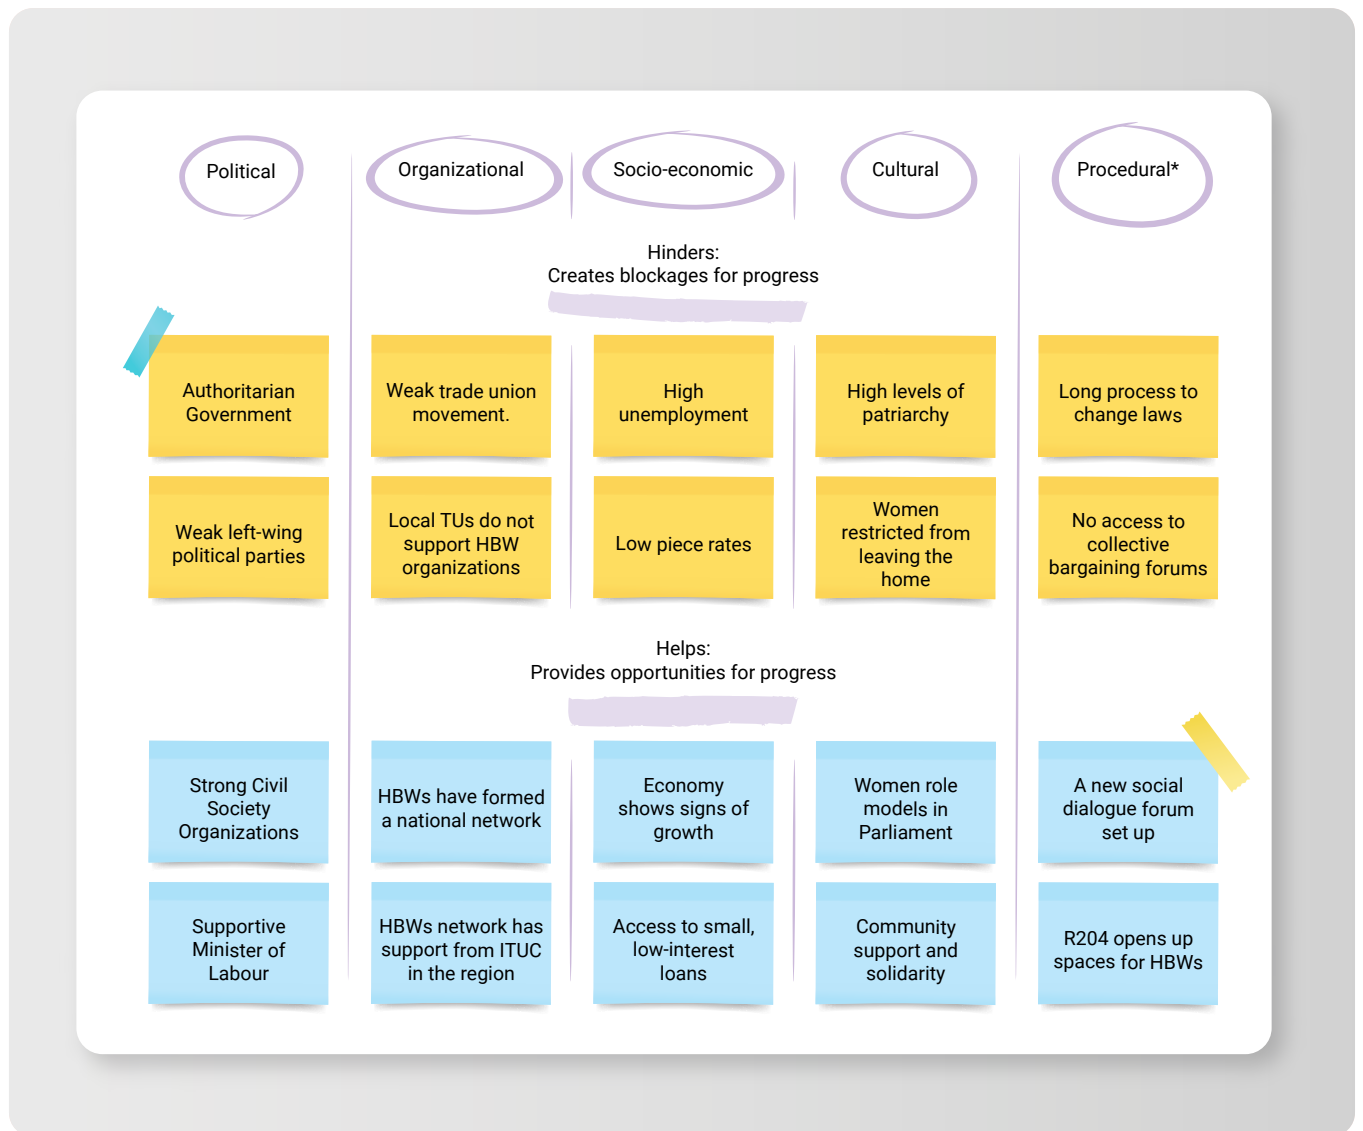 Political
Organizational
Socio-economic
Cultural
Procedural*
Hinders:
Creates blockages for progress
Authoritarian
Government
Weak trade union
movement.
High
unemployment
High levels of
patriarchy
Long process to
change laws
Weak left-wing
political parties
Local TUs do not
support HBW
organizations
Low piece rates
Women
restricted from
leaving the
home
No access to
collective
bargaining forums
Helps:
Provides opportunities for progress
Strong Civil
Society
Organizations
HBWs have formed
a national network
Economy
shows signs of
growth
Women role
models in
Parliament
A new social
dialogue forum
set up
Supportive
Minister of
Labour
HBWs network has
support from ITUC
in the region
Access to small,
low-interest
loans
Community
support and
solidarity
R204 opens up
spaces for HBWs